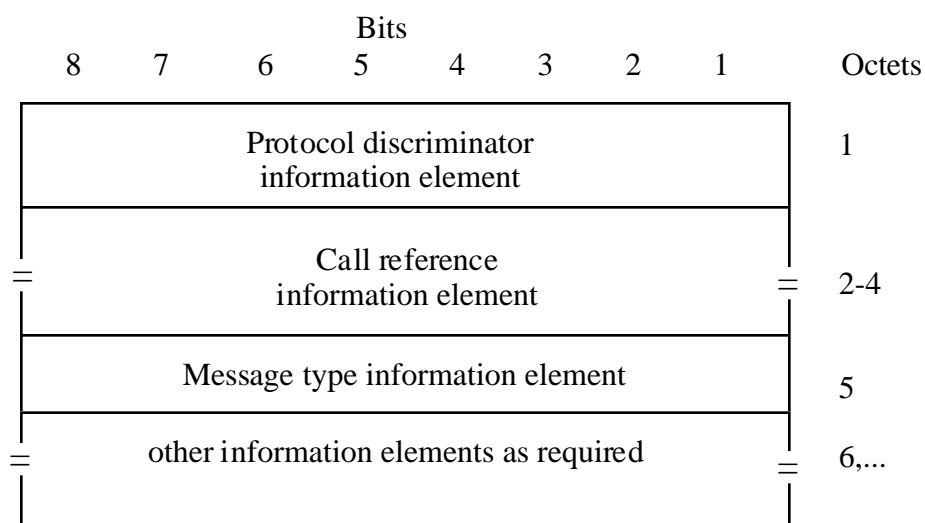 Bits
8 7 6 5 4 3 2 1 Octets
Protocol discriminator 1
information element
Call reference
information element 2-4
Message type information element 5
other information elements as required 6,...